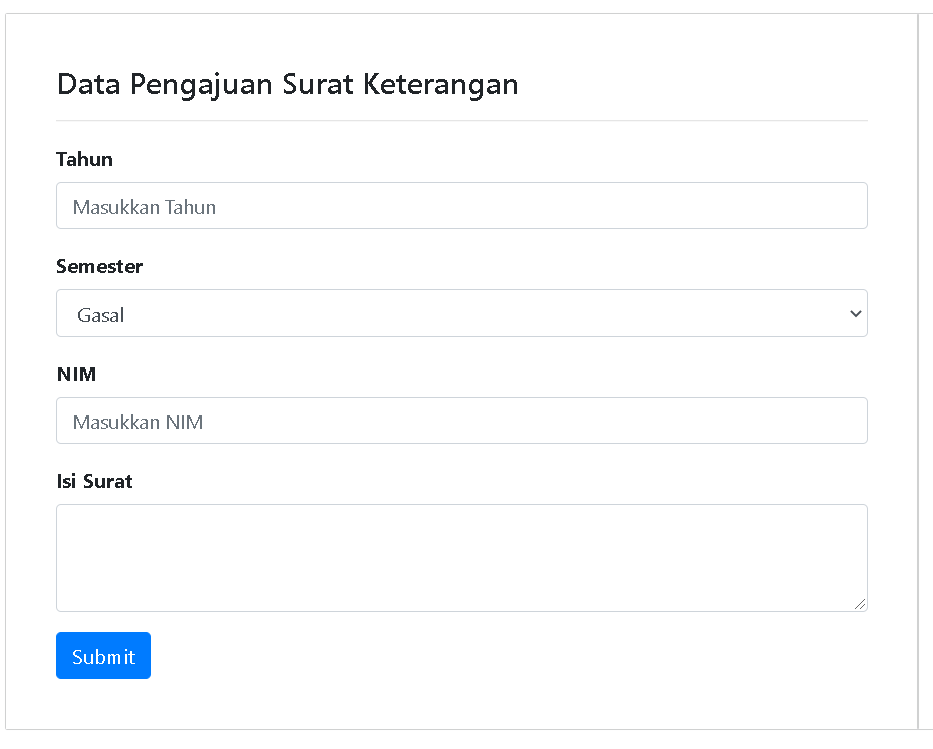 Data Pengajuan Surat Keterangan
Tahun
Masukkan Tahun
Semester
Gasal
NIM
Masukkan NIM
Isi Surat
Submit